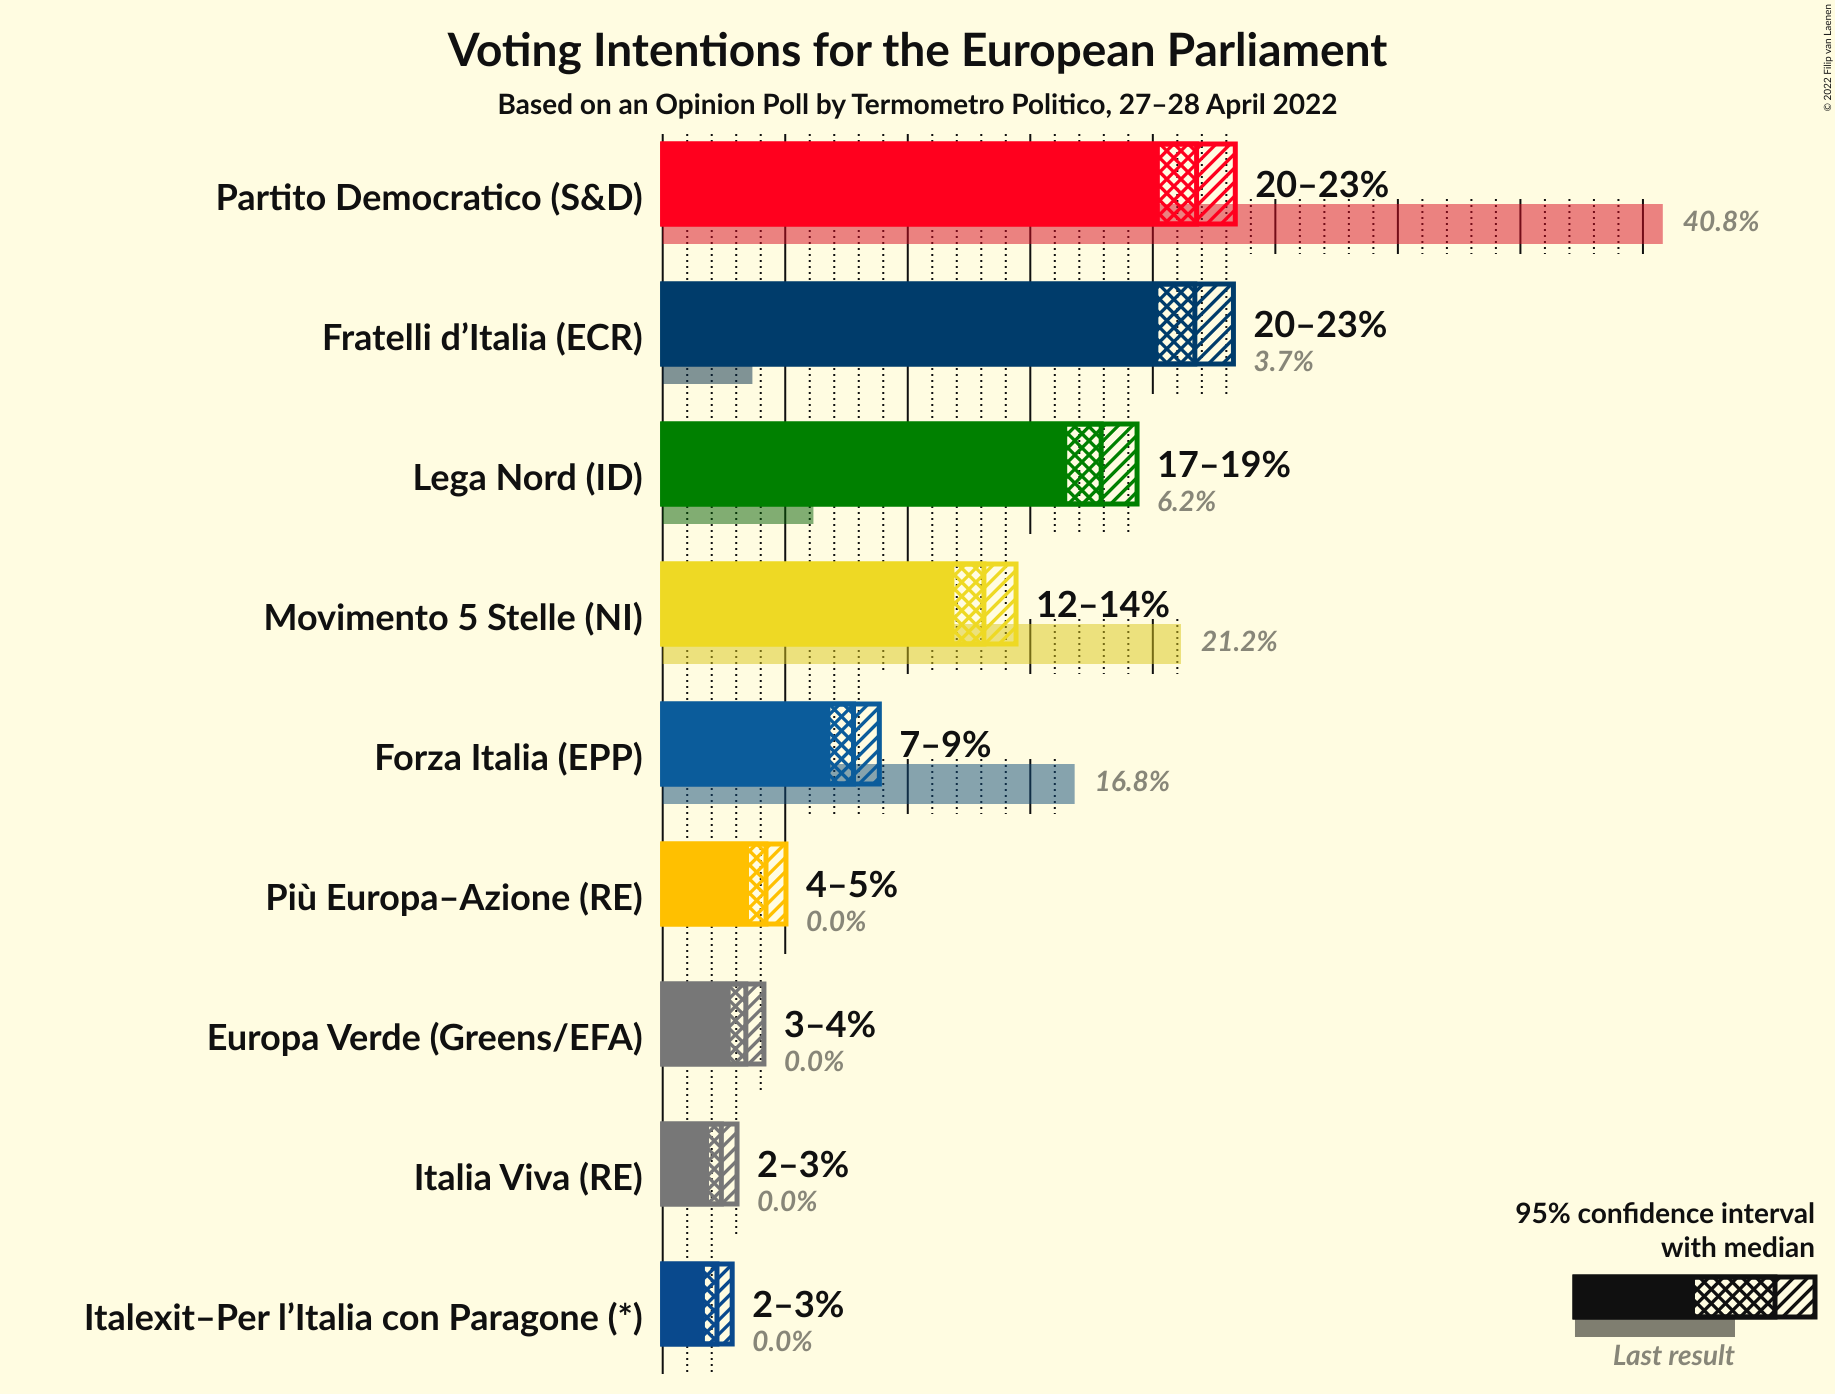 Voting Intentions for the European Parliament
Based on an Opinion Poll by Termometro Politico, 27–28 April 2022
© 2022 Filip van Laenen
Partito Democratico (S&D)
20–23%
40.8%
Fratelli d’Italia (ECR)
20–23%
3.7%
Lega Nord (ID)
17–19%
6.2%
Movimento 5 Stelle (NI)
12–14%
21.2%
Forza Italia (EPP)
7–9%
16.8%
Più Europa–Azione (RE)
4–5%
0.0%
Europa Verde (Greens/EFA)
3–4%
0.0%
Italia Viva (RE)
2–3%
0.0%
Italexit–Per l’Italia con Paragone (*)
2–3%
0.0%
95% confidence interval
with median
Last result